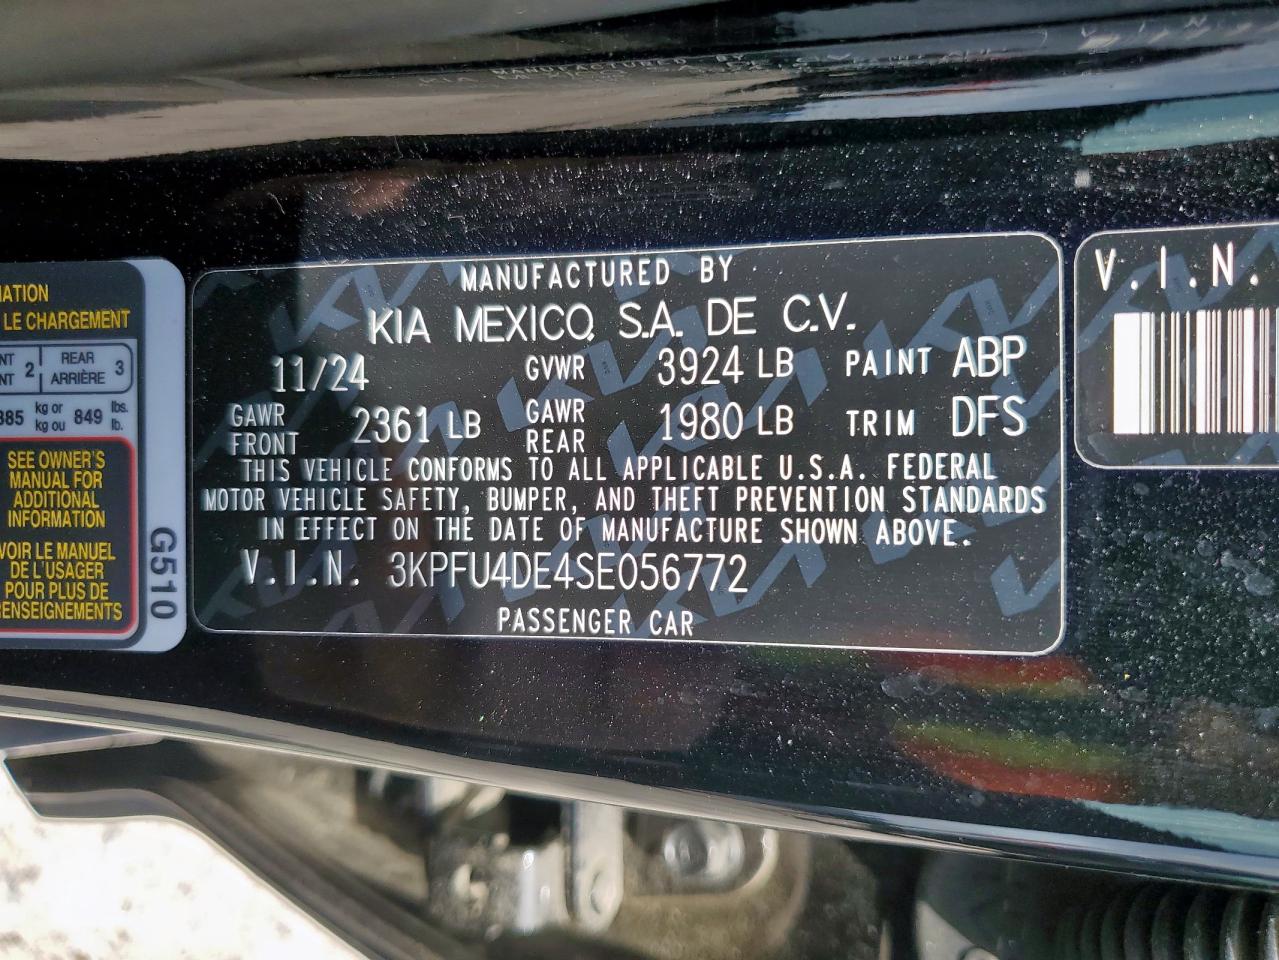 MATION
LE CHARGEMENT
2
REAR
ARRIÈRE 3
385 kg or
kg ou 849 lbs.
lb.
SEE OWNER'S
MANUAL FOR
ADDITIONAL
INFORMATION
VOIR LE MANUEL
DE L'USAGER
POUR PLUS DE
RENSEIGNEMENTS
G510
MANUFACTURED BY
KIA MEXICO, S.A. DE C.V.
11/24 GVWR 3924 LB PAINT ABP
GAWR FRONT 2361 LB GAWR REAR 1980 LB TRIM DFS
THIS VEHICLE CONFORMS TO ALL APPLICABLE U.S.A. FEDERAL
MOTOR VEHICLE SAFETY, BUMPER, AND THEFT PREVENTION STANDARDS
IN EFFECT ON THE DATE OF MANUFACTURE SHOWN ABOVE.
V.I.N. 3KPFU4DE4SE056772
PASSENGER CAR
V.I.N.